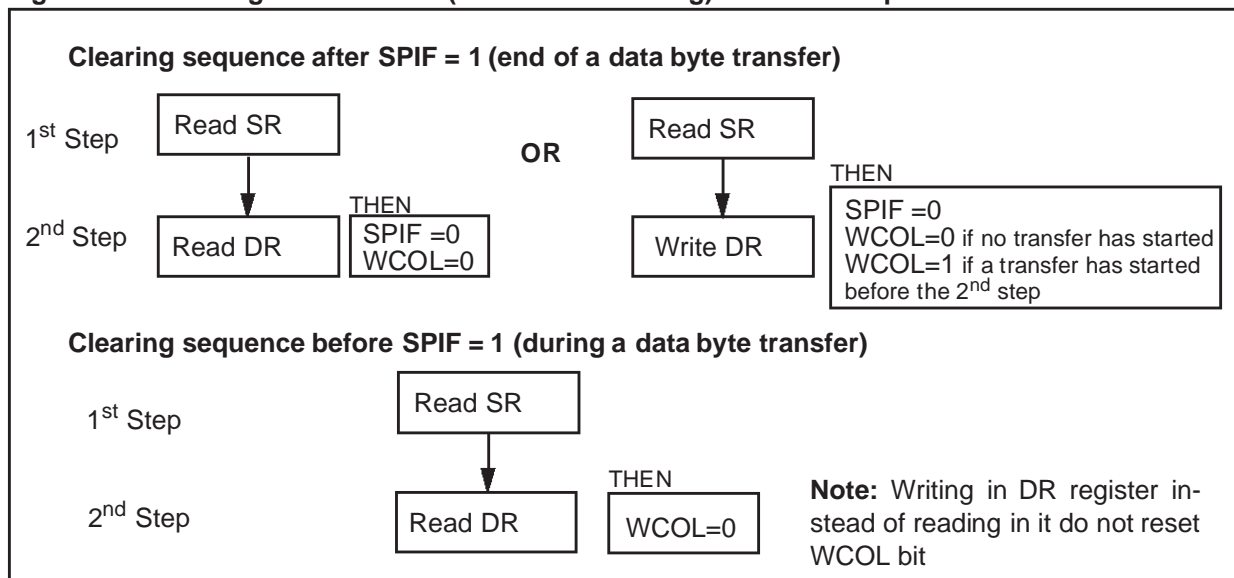 Clearing sequence after SPIF = 1 (end of a data byte transfer)
1st Step
Read SR
OR
Read SR
THEN
2nd Step
Read DR
THEN
SPIF =0
WCOL=0
Write DR
SPIF =0
WCOL=0 if no transfer has started
WCOL=1 if a transfer has started
before the 2nd step
Clearing sequence before SPIF = 1 (during a data byte transfer)
1st Step
Read SR
2nd Step
Read DR
THEN
WCOL=0
Note: Writing in DR register in-
stead of reading in it do not reset
WCOL bit